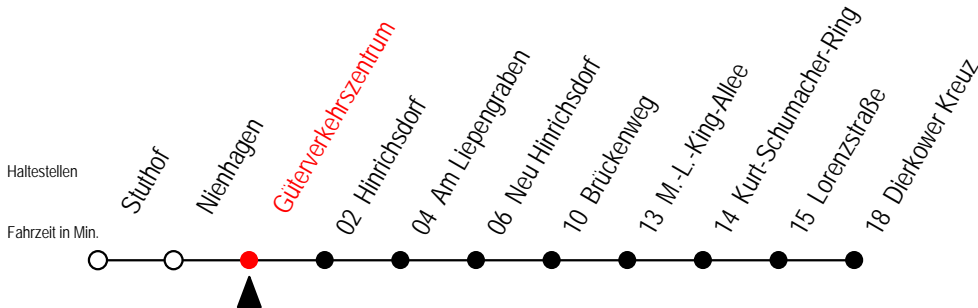 Haltestellen
Fahrzeit in Min.
Stuthof
Nienhagen
Güterverkehrszentrum
02 Hinrichsdorf
04 Am Liepengraben
06 Neu Hinrichsdorf
10 Brückenweg
13 M.-L.-King-Allee
14 Kurt-Schumacher-Ring
15 Lorenzstraße
18 Dierkower Kreuz